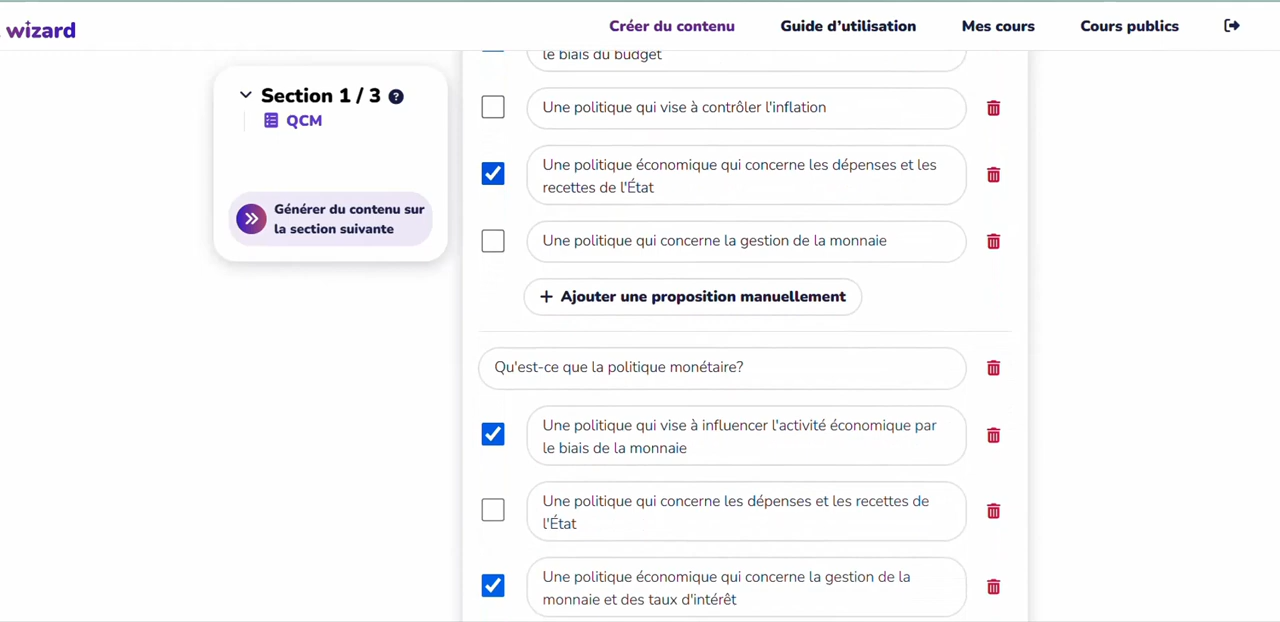 wizard
Créer du contenu
Guide d’utilisation
Mes cours
Cours publics
Section 1 / 3 ?
QCM
Générer du contenu sur
la section suivante
le biais du budget
Une politique qui vise à contrôler l'inflation
Une politique économique qui concerne les dépenses et les
recettes de l'État
Une politique qui concerne la gestion de la monnaie
+ Ajouter une proposition manuellement
Qu'est-ce que la politique monétaire?
Une politique qui vise à influencer l'activité économique par
le biais de la monnaie
Une politique qui concerne les dépenses et les recettes de
l'État
Une politique économique qui concerne la gestion de la
monnaie et des taux d'intérêt